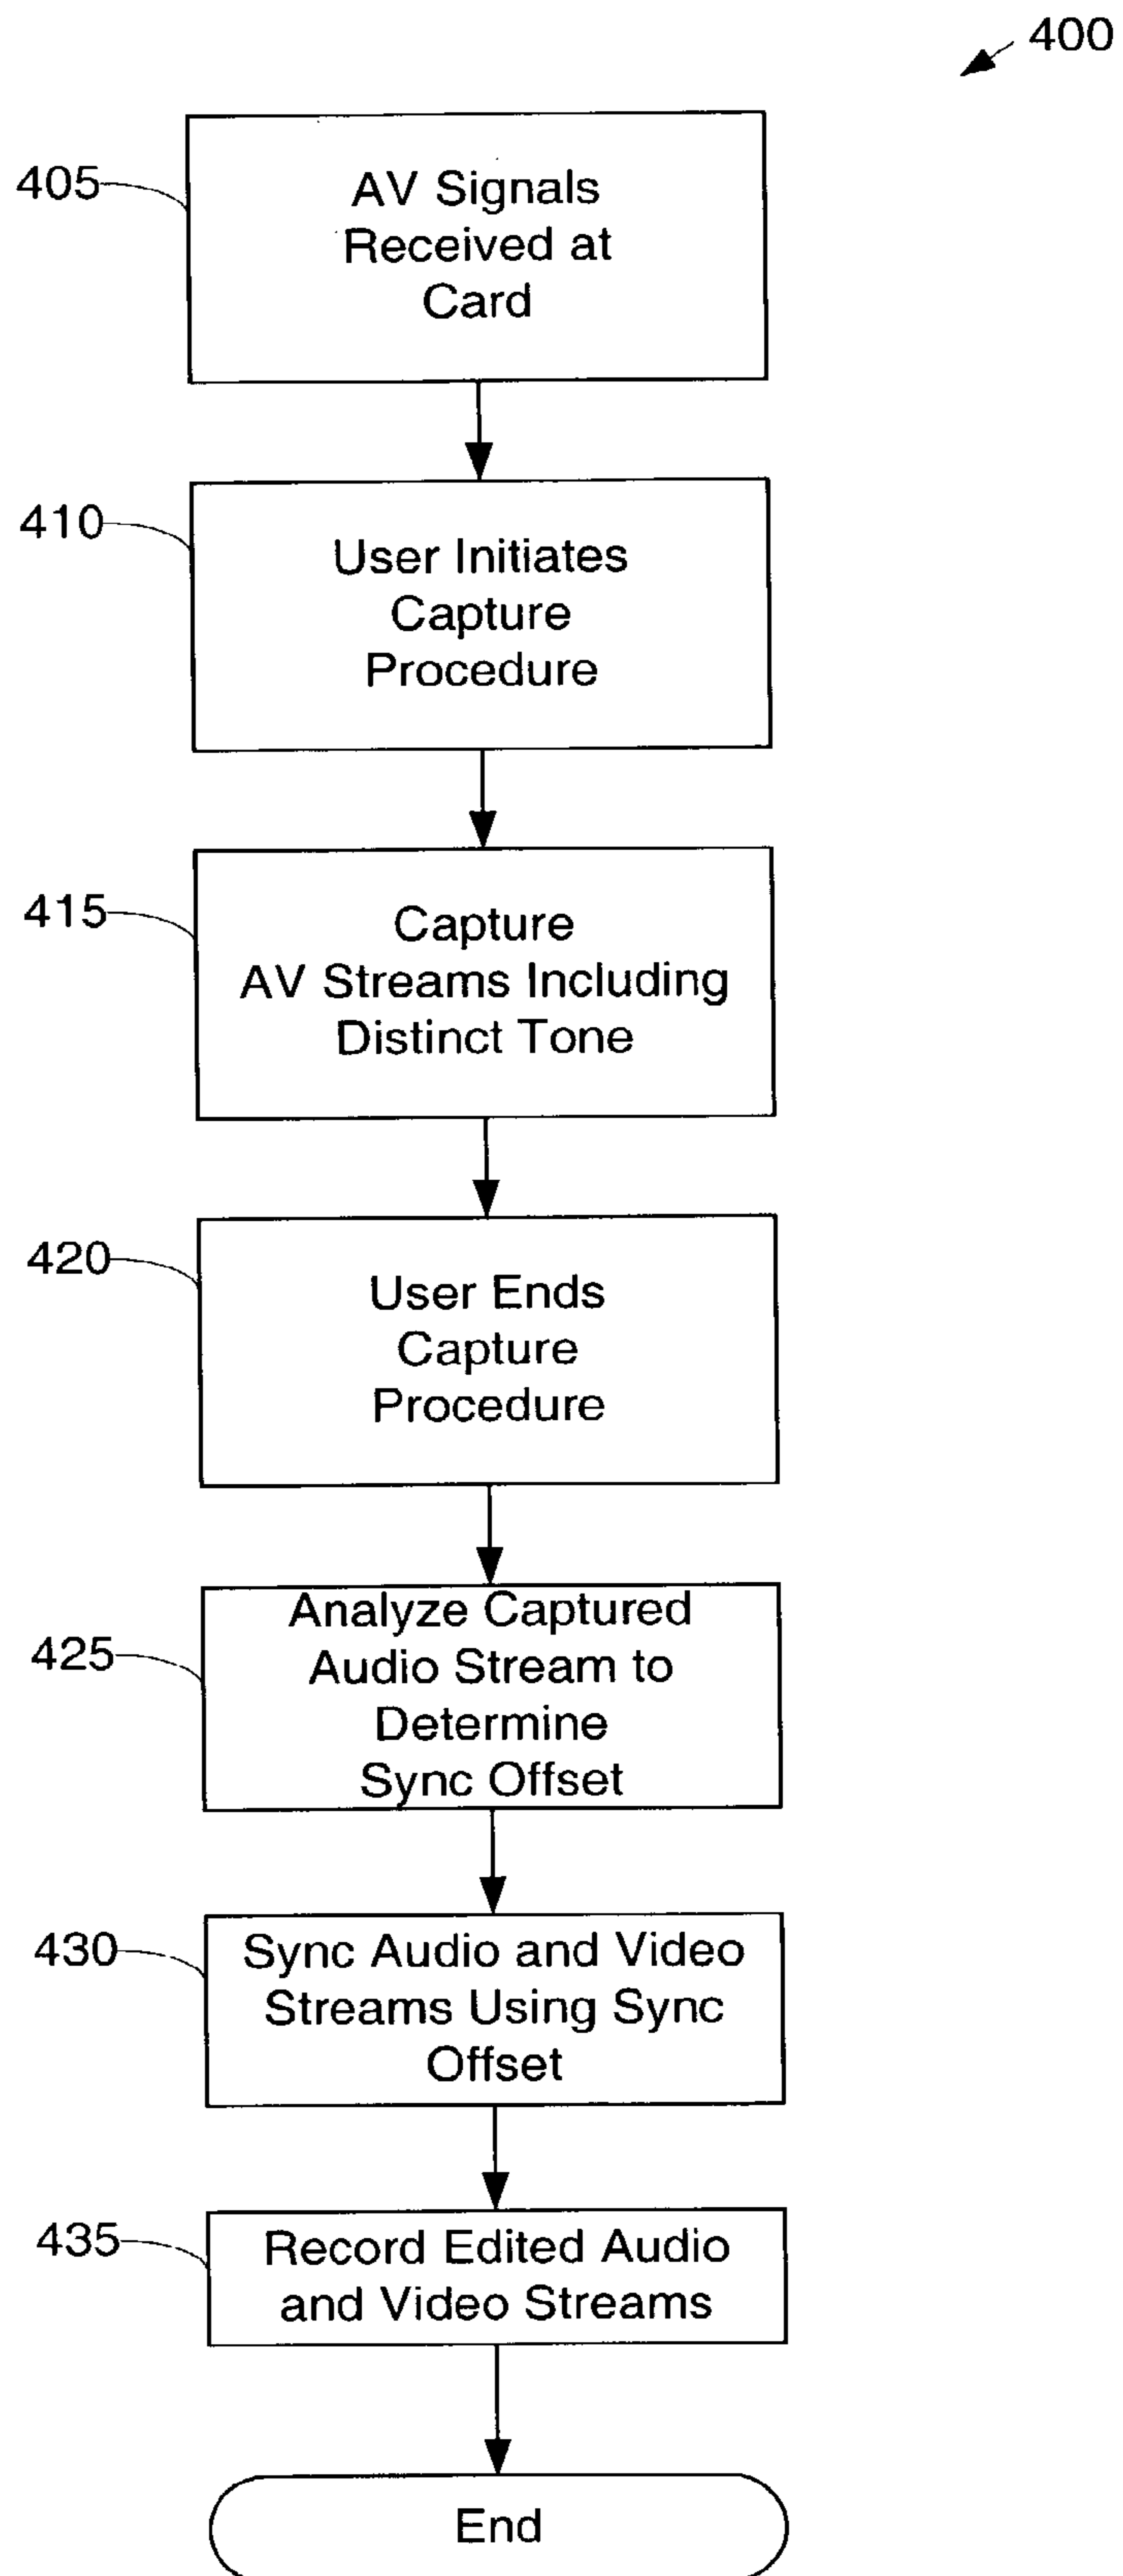 400
405
AV Signals
Received at
Card
410
User Initiates
Capture
Procedure
415
Capture
AV Streams Including
Distinct Tone
420
User Ends
Capture
Procedure
425
Analyze Captured
Audio Stream to
Determine
Sync Offset
430
Sync Audio and Video
Streams Using Sync
Offset
435
Record Edited Audio
and Video Streams
End